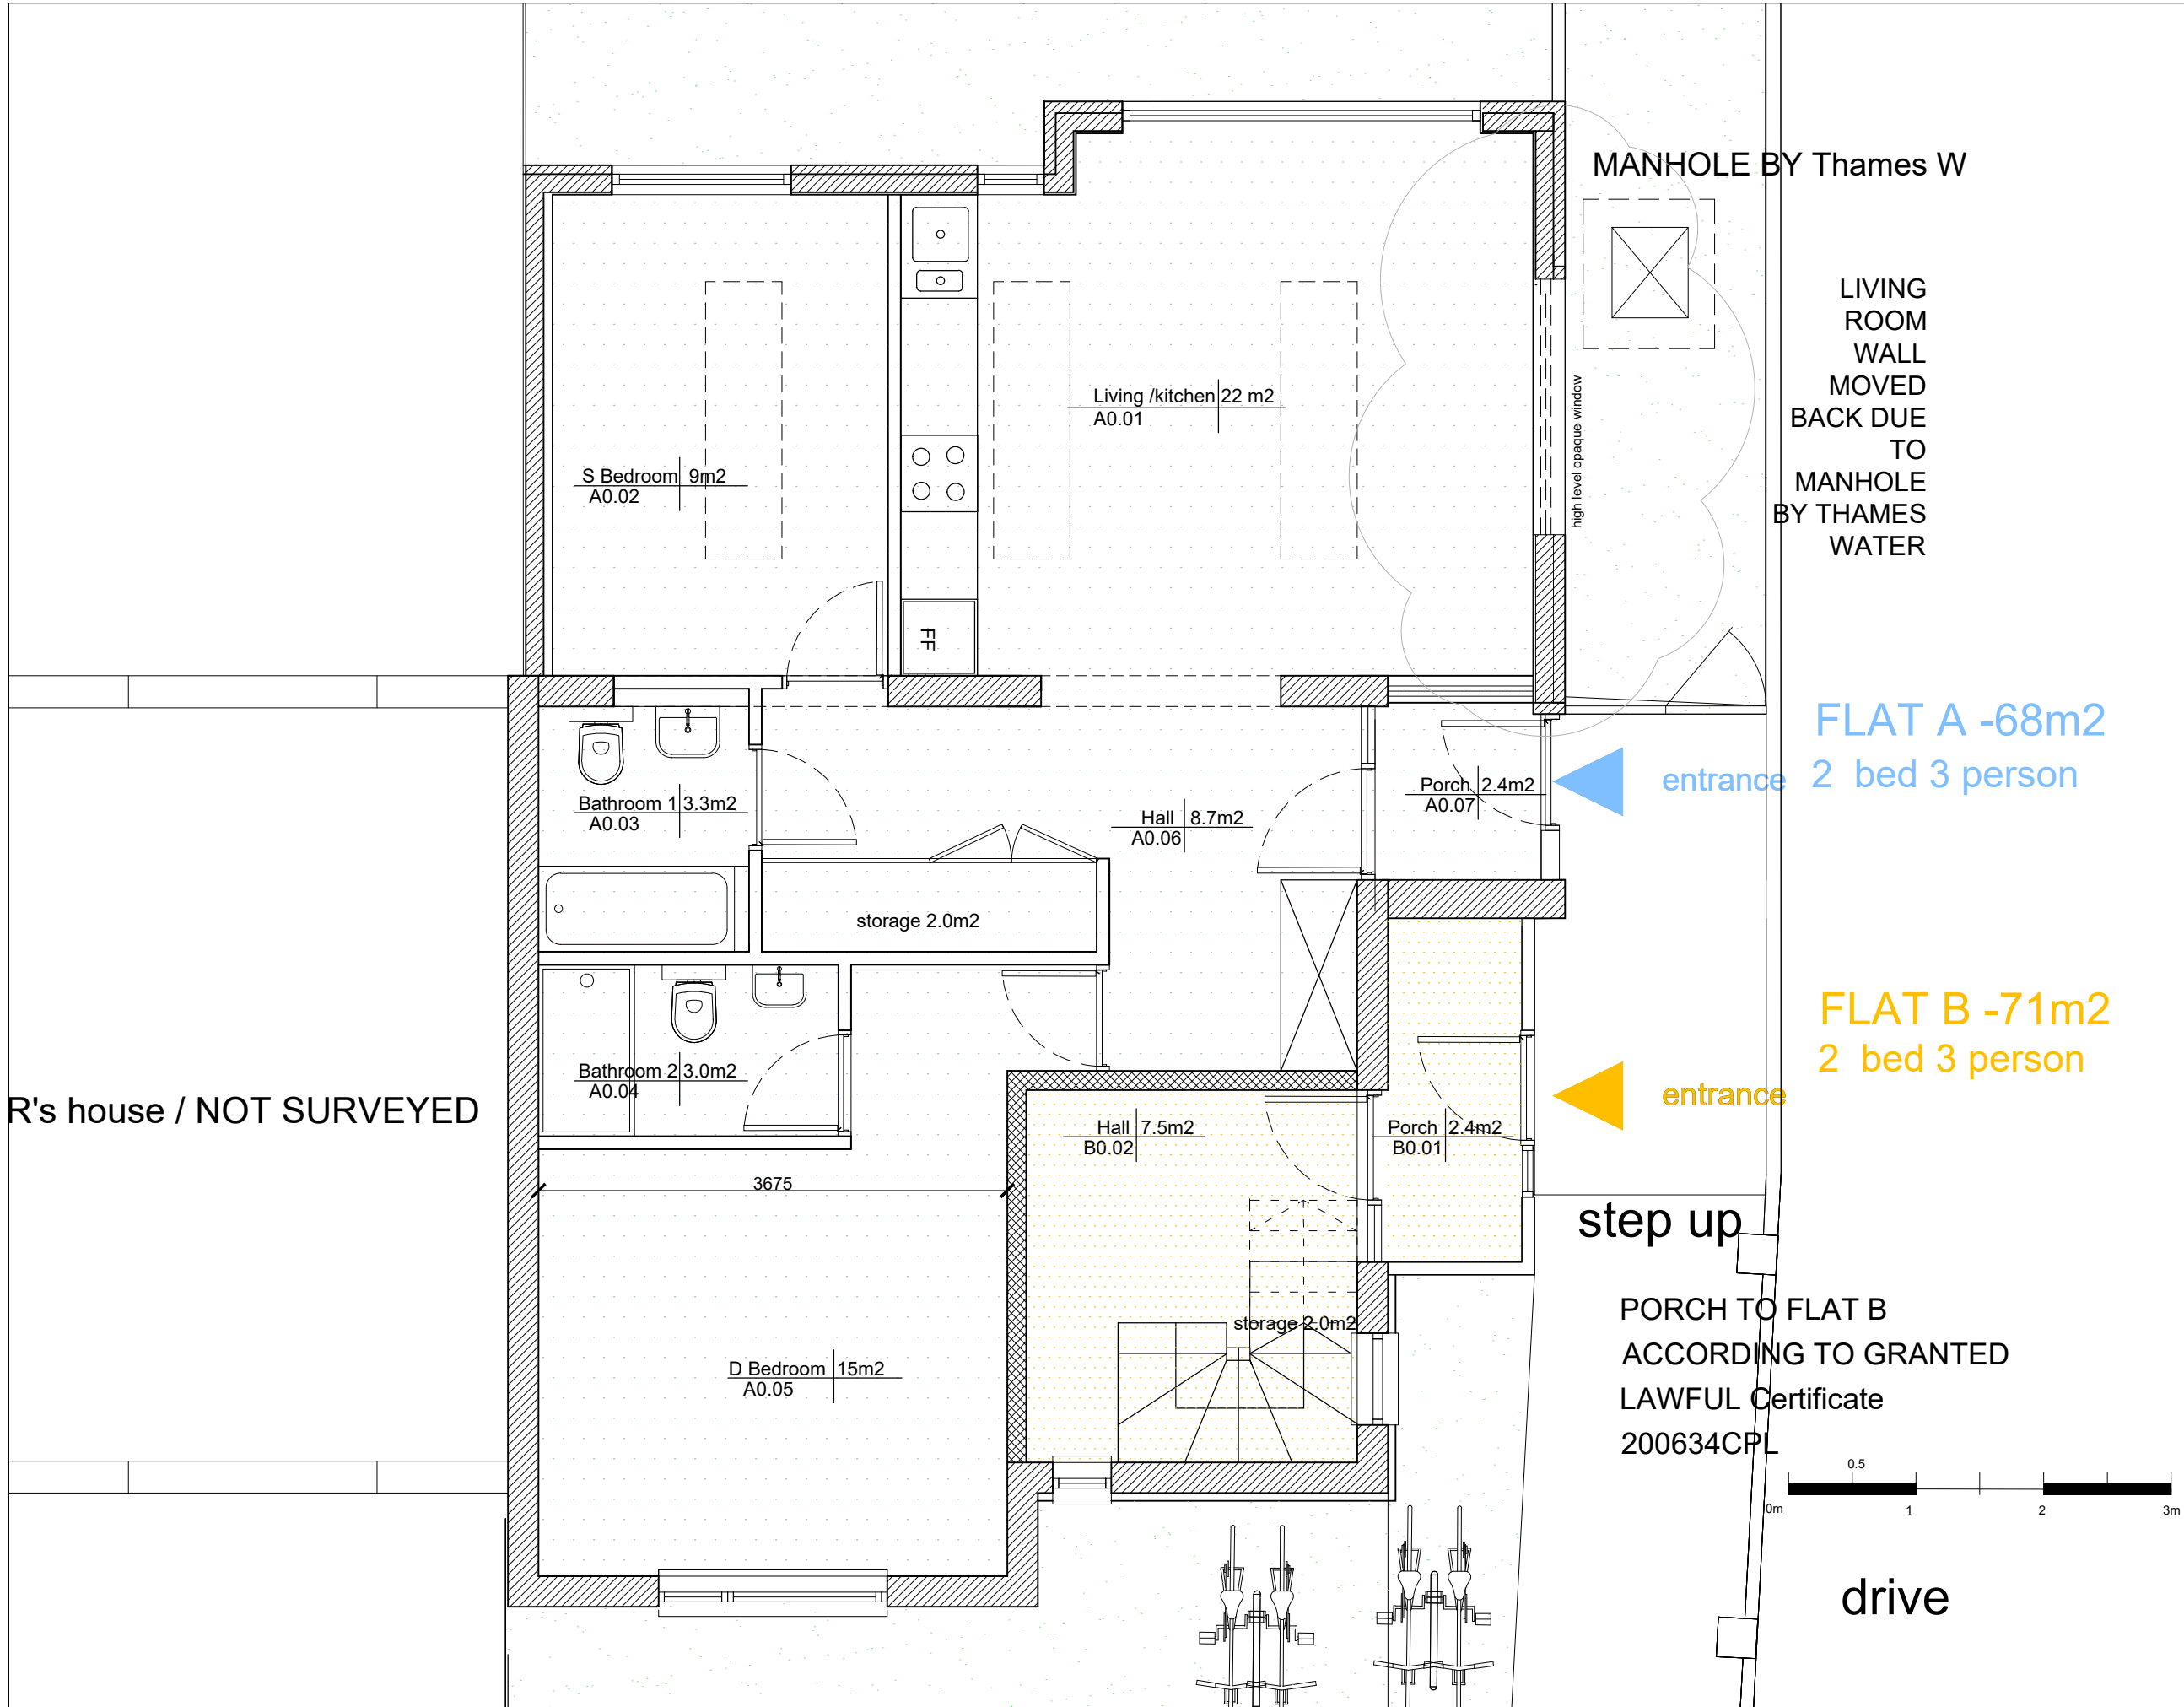 MANHOLE BY Thames W
LIVING
ROOM
WALL
MOVED
BACK DUE
TO
MANHOLE
BY THAMES
WATER
high level opaque window
Living /kitchen 22 m2
A0.01
S Bedroom 9m2
A0.02
FF
FLAT A -68m2
2 bed 3 person
entrance
Porch 2.4m2
A0.07
Bathroom 1 3.3m2
A0.03
Hall 8.7m2
A0.06
storage 2.0m2
FLAT B -71m2
2 bed 3 person
entrance
Bathroom 2 3.0m2
A0.04
R's house / NOT SURVEYED
Hall 7.5m2
B0.02
Porch 2.4m2
B0.01
3675
step up
storage 2.0m2
PORCH TO FLAT B
ACCORDING TO GRANTED
LAWFUL Certificate
200634CPL
D Bedroom 15m2
A0.05
0.5
0m 1 2 3m
drive